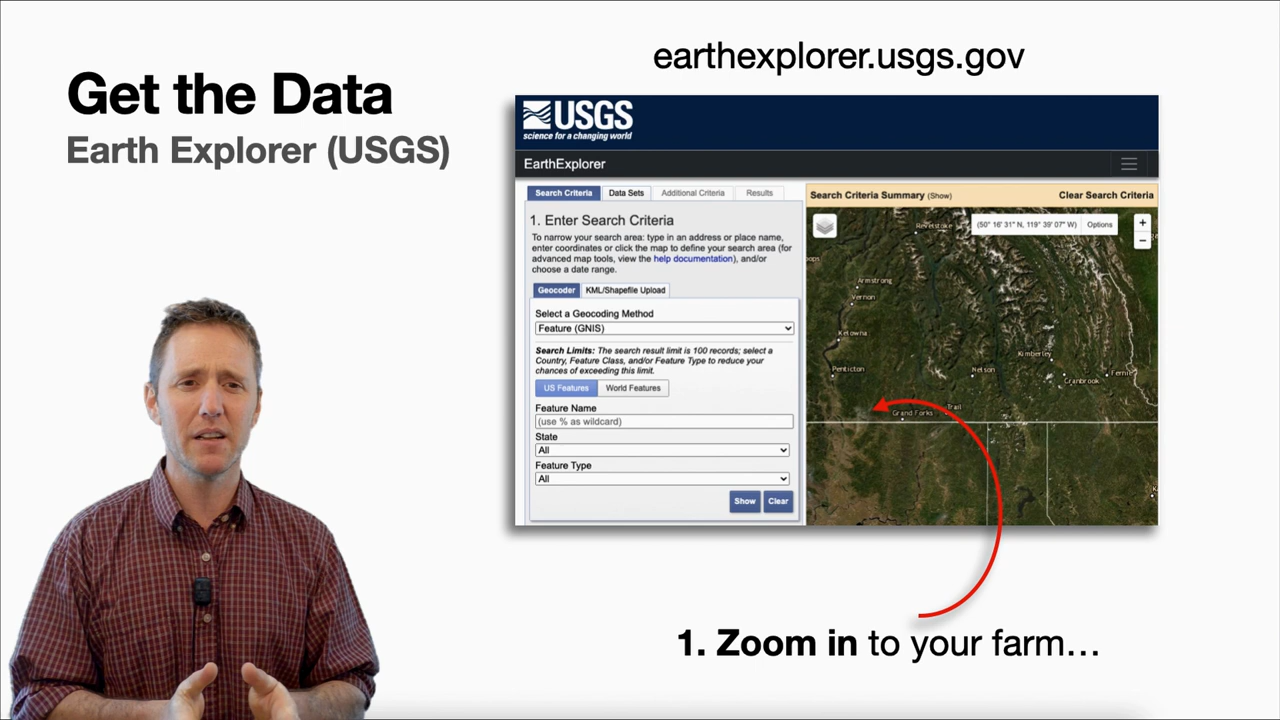 Get the Data
Earth Explorer (USGS)
earthexplorer.usgs.gov
USGS
science for a changing world
EarthExplorer
Search Criteria
Data Sets
Additional Criteria
Results
1. Enter Search Criteria
To narrow your search area: type in an address or place name,
enter coordinates or click the map to define your search area (for
advanced map tools, view the help documentation), and/or
choose a date range.
Geocoder
KML/Shapefile Upload
Select a Geocoding Method
Feature (GNIS)
Search Limits: The search result limit is 100 records; select a
Country, Feature Class, and/or Feature Type to reduce your
chances of exceeding this limit.
US Features
World Features
Feature Name
(use % as wildcard)
State
All
Feature Type
All
Show
Clear
Search Criteria Summary (Show)
Clear Search Criteria
(50° 16' 31" N, 119° 39' 07" W)
Options
+
-
Revelstoke
Armstrong
Vernon
Kelowna
Penticton
Kimberley
Nelson
Cranbrook
Fernie
Grand Forks
Trail
1. Zoom in to your farm…